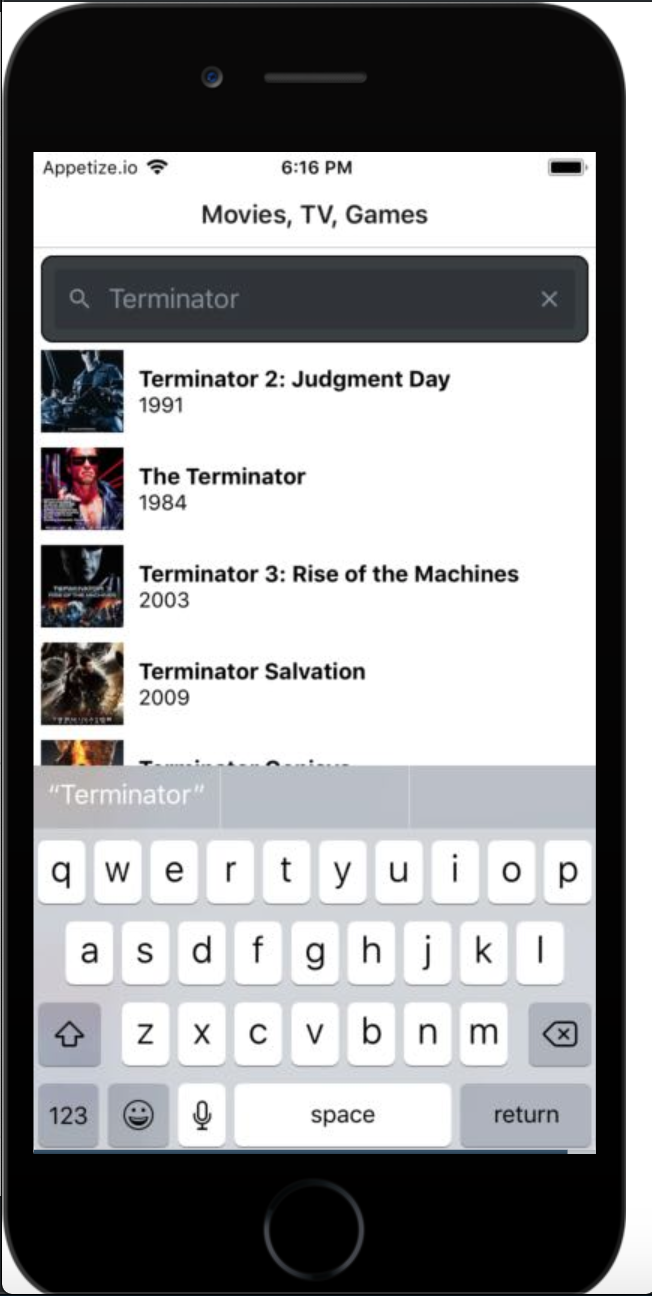 Appetize.io 6:16 PM
Movies, TV, Games
Terminator
Terminator 2: Judgment Day
1991
The Terminator
1984
Terminator 3: Rise of the Machines
2003
Terminator Salvation
2009
“Terminator”
q w e r t y u i o p
a s d f g h j k l
z x c v b n m
123 space return